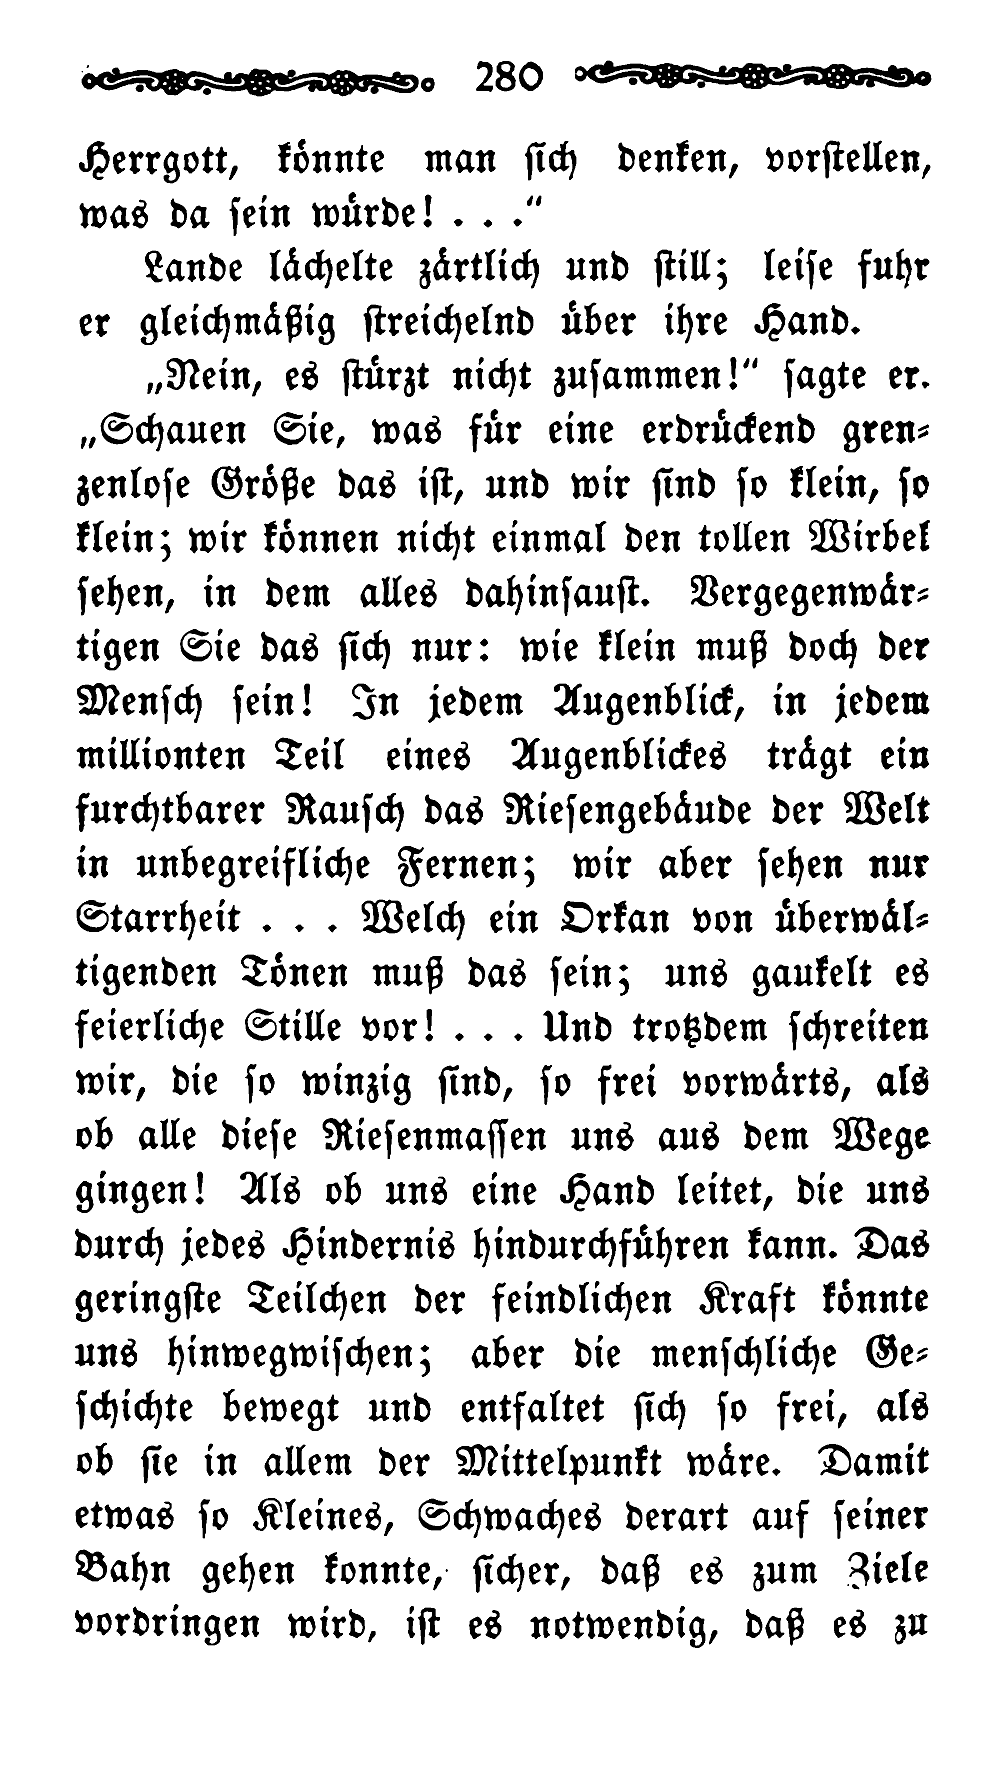 280
Herrgott, könnte man sich denken, vorstellen,
was da sein würde! . . .“
Lande lächelte zärtlich und still; leise fuhr
er gleichmäßig streichelnd über ihre Hand.
„Nein, es stürzt nicht zusammen!“ sagte er.
„Schauen Sie, was für eine erdrückend gren-
zenlose Größe das ist, und wir sind so klein, so
klein; wir können nicht einmal den tollen Wirbel
sehen, in dem alles dahinsaust. Vergegenwär-
tigen Sie das sich nur: wie klein muß doch der
Mensch sein! In jedem Augenblick, in jedem
millionten Teil eines Augenblickes trägt ein
furchtbarer Rausch das Riesengebäude der Welt
in unbegreifliche Fernen; wir aber sehen nur
Starrheit . . . Welch ein Orkan von überwäl-
tigenden Tönen muß das sein; uns gaukelt es
feierliche Stille vor! . . . Und trotzdem schreiten
wir, die so winzig sind, so frei vorwärts, als
ob alle diese Riesenmassen uns aus dem Wege
gingen! Als ob uns eine Hand leitet, die uns
durch jedes Hindernis hindurchführen kann. Das
geringste Teilchen der feindlichen Kraft könnte
uns hinwegwischen; aber die menschliche Ge-
schichte bewegt und entfaltet sich so frei, als
ob sie in allem der Mittelpunkt wäre. Damit
etwas so Kleines, Schwaches derart auf seiner
Bahn gehen konnte, sicher, daß es zum Ziele
vordringen wird, ist es notwendig, daß es zu